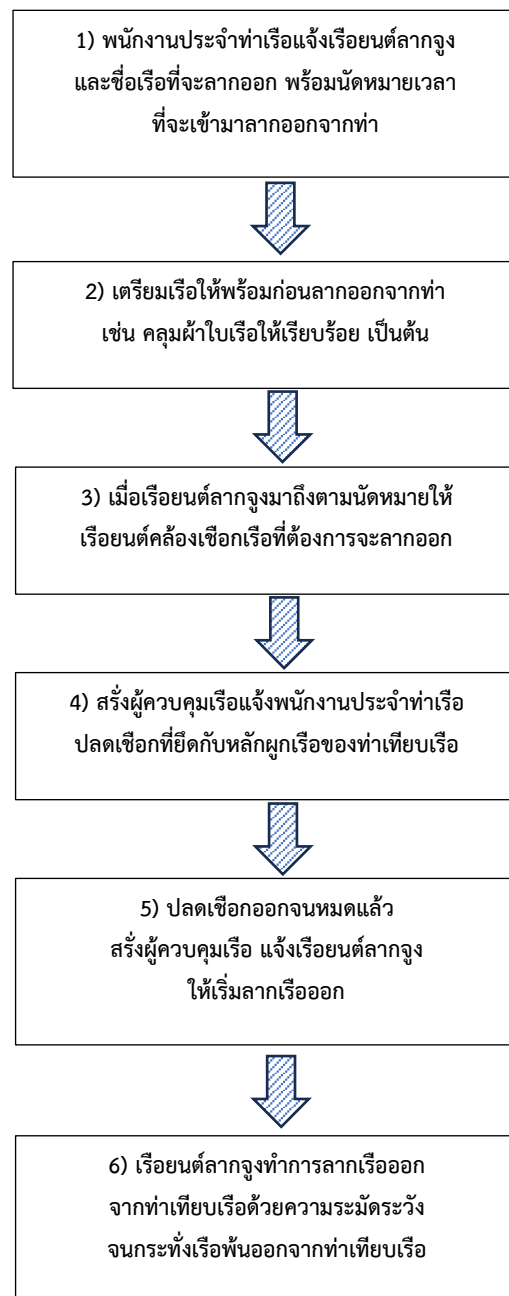 1) พนักงานประจำท่าเรือแจ้งเรือยนต์ลากจูง
และชื่อเรือที่จะลากออก พร้อมนัดหมายเวลา
ที่จะเข้ามาลากออกจากท่า
2) เตรียมเรือให้พร้อมก่อนลากออกจากท่า
เช่น คลุมผ้าใบเรือให้เรียบร้อย เป็นต้น
3) เมื่อเรือยนต์ลากจูงมาถึงตามนัดหมายให้
เรือยนต์คล้องเชือกเรือที่ต้องการจะลากออก
4) สรั่งผู้ควบคุมเรือแจ้งพนักงานประจำท่าเรือ
ปลดเชือกที่ยึดกับหลักผูกเรือของท่าเทียบเรือ
5) ปลดเชือกออกจนหมดแล้ว
สรั่งผู้ควบคุมเรือ แจ้งเรือยนต์ลากจูง
ให้เริ่มลากเรือออก
6) เรือยนต์ลากจูงทำการลากเรือออก
จากท่าเทียบเรือด้วยความระมัดระวัง
จนกระทั่งเรือพ้นออกจากท่าเทียบเรือ